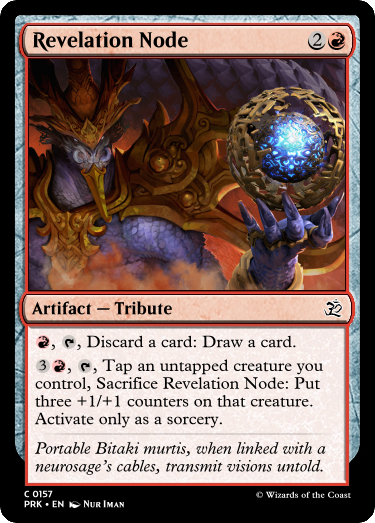 Revelation Node 2
Artifact — Tribute
, , Discard a card: Draw a card.
3 , , Tap an untapped creature you
control, Sacrifice Revelation Node: Put
three +1/+1 counters on that creature.
Activate only as a sorcery.
Portable Bitaki murtis, when linked with a
neurosage's cables, transmit visions untold.
C 0157
PRK • EN Nur Iman
© Wizards of the Coast